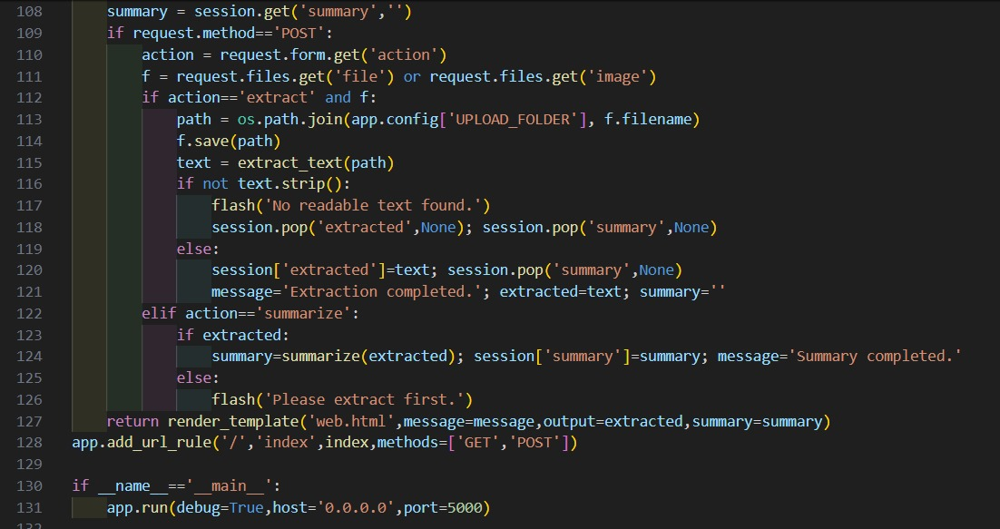 108 summary = session.get('summary','')
109 if request.method=='POST':
110 action = request.form.get('action')
111 f = request.files.get('file') or request.files.get('image')
112 if action=='extract' and f:
113 path = os.path.join(app.config['UPLOAD_FOLDER'], f.filename)
114 f.save(path)
115 text = extract_text(path)
116 if not text.strip():
117 flash('No readable text found.')
118 session.pop('extracted',None); session.pop('summary',None)
119 else:
120 session['extracted']=text; session.pop('summary',None)
121 message='Extraction completed.'; extracted=text; summary=''
122 elif action=='summarize':
123 if extracted:
124 summary=summarize(extracted); session['summary']=summary; message='Summary completed.'
125 else:
126 flash('Please extract first.')
127 return render_template('web.html',message=message,output=extracted,summary=summary)
128 app.add_url_rule('/','index',index,methods=['GET','POST'])
129
130 if __name__=='__main__':
131 app.run(debug=True,host='0.0.0.0',port=5000)
132